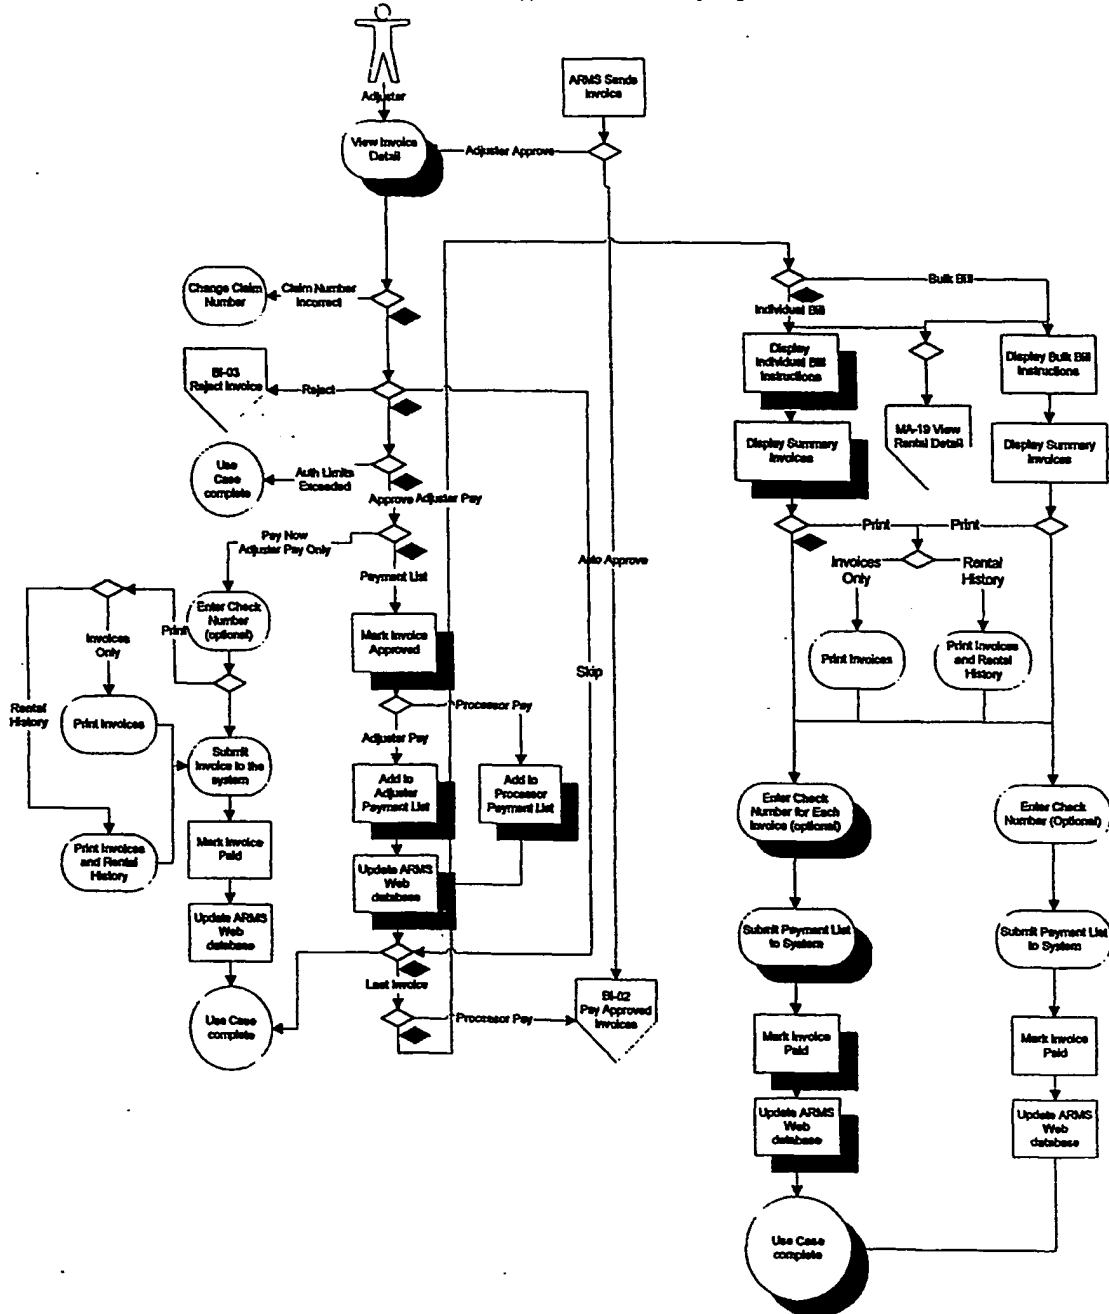 Adjuster
ARMS Sends
Invoice
View Invoice
Detail
Adjuster Approve
Change Claim
Number
Claim Number
Incorrect
Bulk Bill
Individual Bill
Display
Individual Bill
Instructions
Display Bulk Bill
Instructions
BI-03
Reject Invoice
Reject
MA-19 View
Rental Detail
Display Summary
Invoices
Display Summary
Invoices
Use
Case
complete
Auth Limits
Exceeded
Approve
Adjuster Pay
Pay Now
Adjuster Pay Only
Print
Print
Auto Approve
Invoices
Only
Rental
History
Payment List
Enter Check
Number
(optional)
Print
Invoices
Only
Mark Invoice
Approved
Print Invoices
Print Invoices
and Rental
History
Skip
Rental
History
Print Invoices
Processor Pay
Adjuster Pay
Submit
Invoice to the
system
Add to
Adjuster
Payment List
Add to
Processor
Payment List
Enter Check
Number for Each
Invoice (optional)
Enter Check
Number (Optional)
Print Invoices
and Rental
History
Mark Invoice
Paid
Update ARMS
Web
database
Update ARMS
Web
database
Submit Payment List
to System
Submit Payment List
to System
Last Invoice
Use Case
complete
Processor Pay
BI-02
Pay Approved
Invoices
Mark Invoice
Paid
Mark Invoice
Paid
Update ARMS
Web
database
Update ARMS
Web
database
Use Case
complete